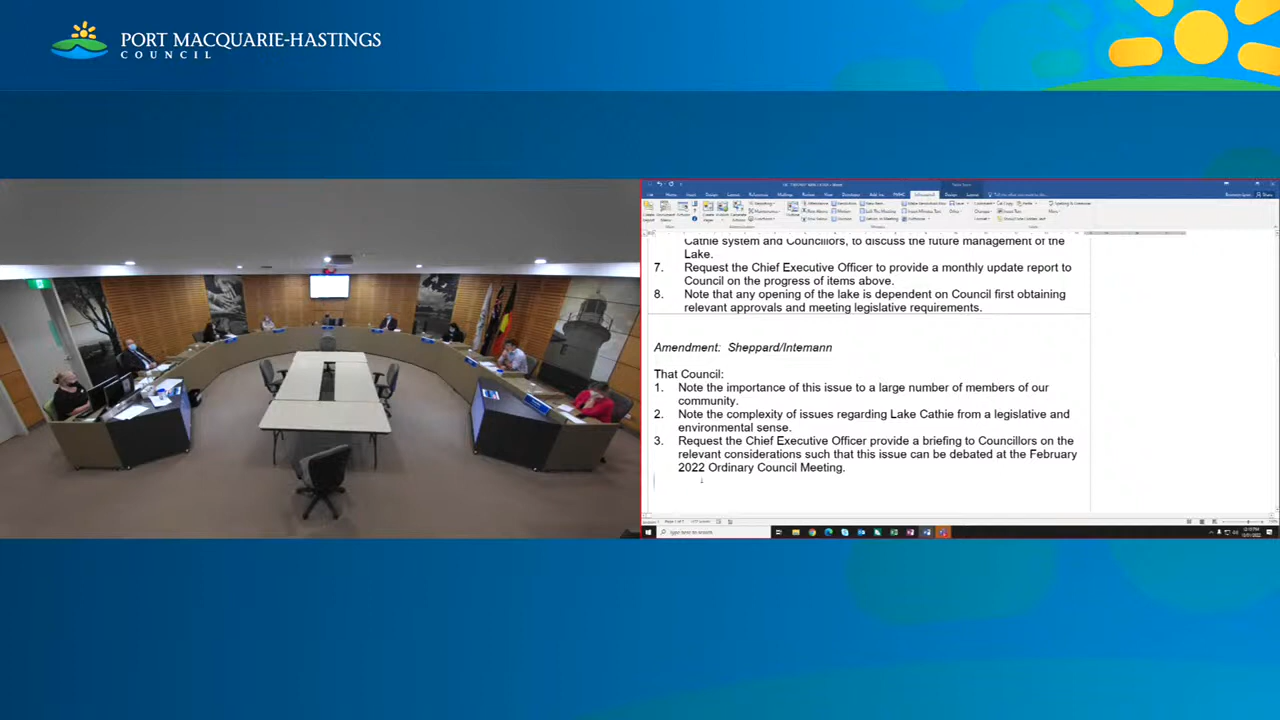 PORT MACQUARIE-HASTINGS
COUNCIL
Cathie system and Councillors, to discuss the future management of the
Lake.
7. Request the Chief Executive Officer to provide a monthly update report to
Council on the progress of items above.
8. Note that any opening of the lake is dependent on Council first obtaining
relevant approvals and meeting legislative requirements.
Amendment: Sheppard/Intemann
That Council:
1. Note the importance of this issue to a large number of members of our
community.
2. Note the complexity of issues regarding Lake Cathie from a legislative and
environmental sense.
3. Request the Chief Executive Officer provide a briefing to Councillors on the
relevant considerations such that this issue can be debated at the February
2022 Ordinary Council Meeting.
Type here to search